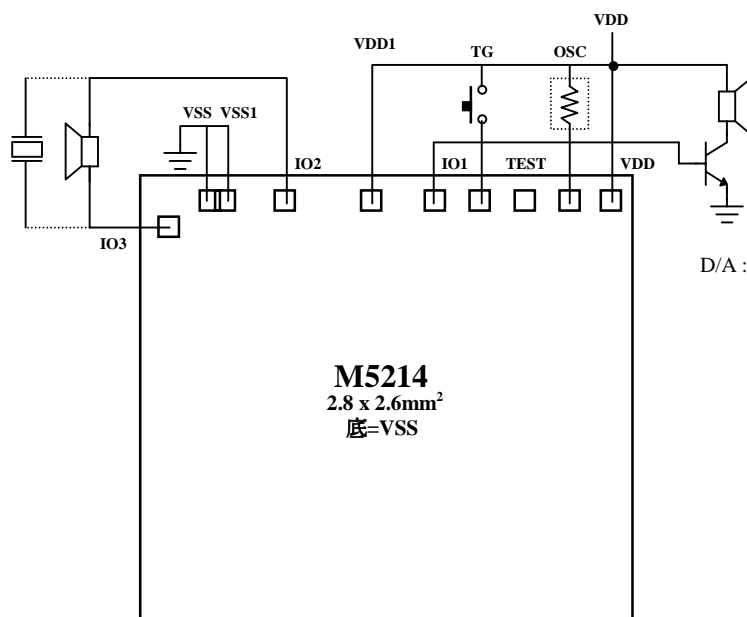 VDD
VDD1 TG OSC
VSS VSS1
IO2 IO1 TEST VDD
IO3
D/A :
M5214
2.8 x 2.6mm²
底=VSS